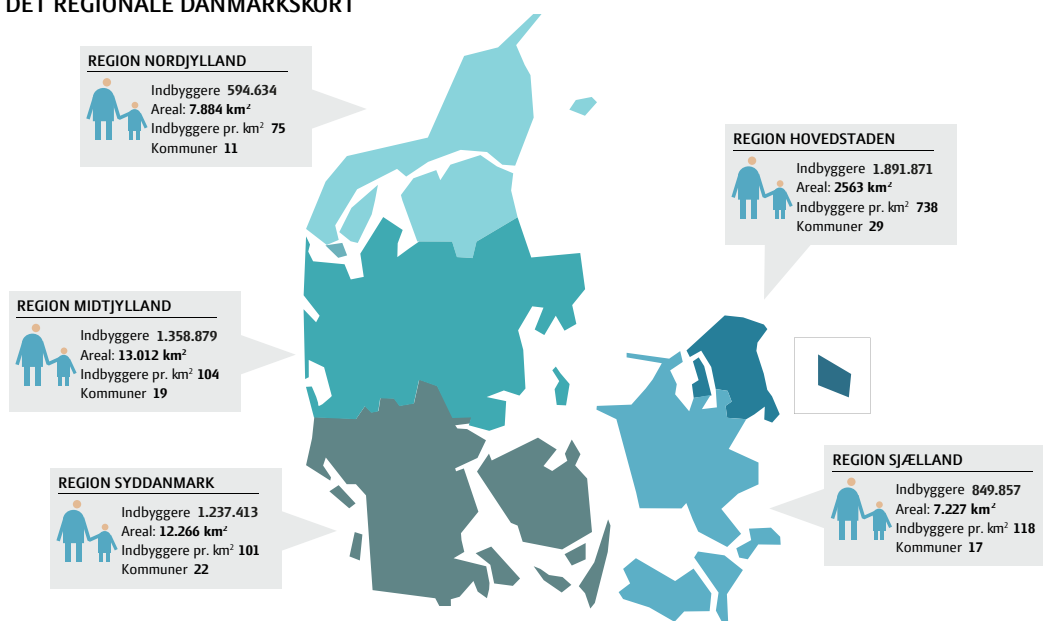 DET REGIONALE DANMARKSKORT
REGION NORDJYLLAND
Indbyggere 594.634
Areal: 7.884 km²
Indbyggere pr. km² 75
Kommuner 11
REGION HOVEDSTADEN
Indbyggere 1.891.871
Areal: 2563 km²
Indbyggere pr. km² 738
Kommuner 29
REGION MIDTJYLLAND
Indbyggere 1.358.879
Areal: 13.012 km²
Indbyggere pr. km² 104
Kommuner 19
REGION SYDDANMARK
Indbyggere 1.237.413
Areal: 12.266 km²
Indbyggere pr. km² 101
Kommuner 22
REGION SJÆLLAND
Indbyggere 849.857
Areal: 7.227 km²
Indbyggere pr. km² 118
Kommuner 17